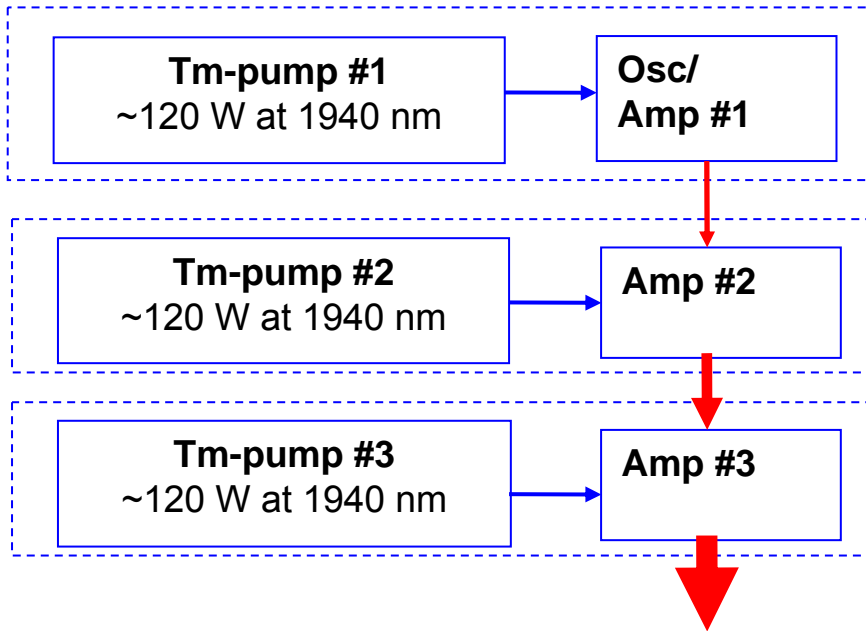 Tm-pump #1
~120 W at 1940 nm
Osc/
Amp #1
Tm-pump #2
~120 W at 1940 nm
Amp #2
Tm-pump #3
~120 W at 1940 nm
Amp #3